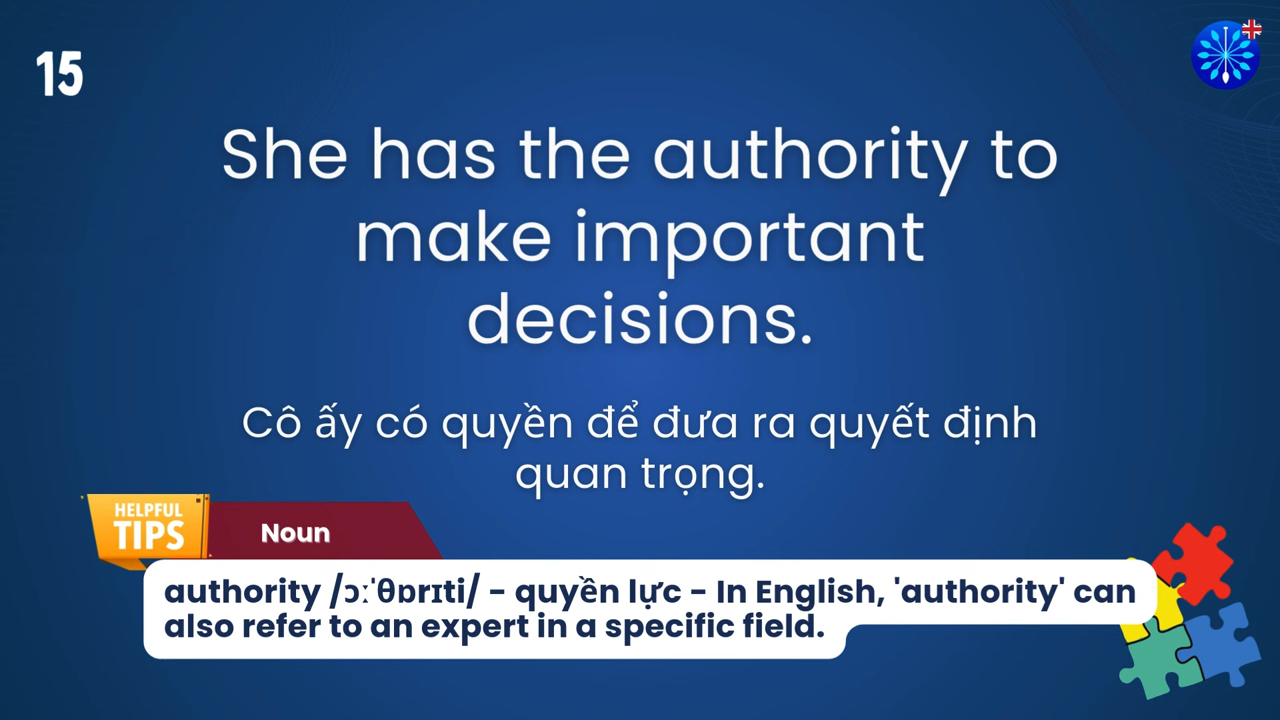 15
She has the authority to
make important
decisions.
Cô ấy có quyền để đưa ra quyết định
quan trọng.
HELPFUL
TIPS
Noun
authority /ɔːˈθɒrɪti/ - quyền lực - In English, 'authority' can
also refer to an expert in a specific field.